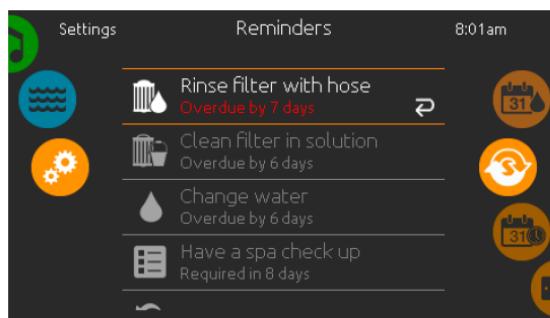 Settings
Reminders
8:01am
Rinse filter with hose
Overdue by 7 days
Clean filter in solution
Overdue by 6 days
Change water
Overdue by 6 days
Have a spa check up
Required in 8 days
31
31